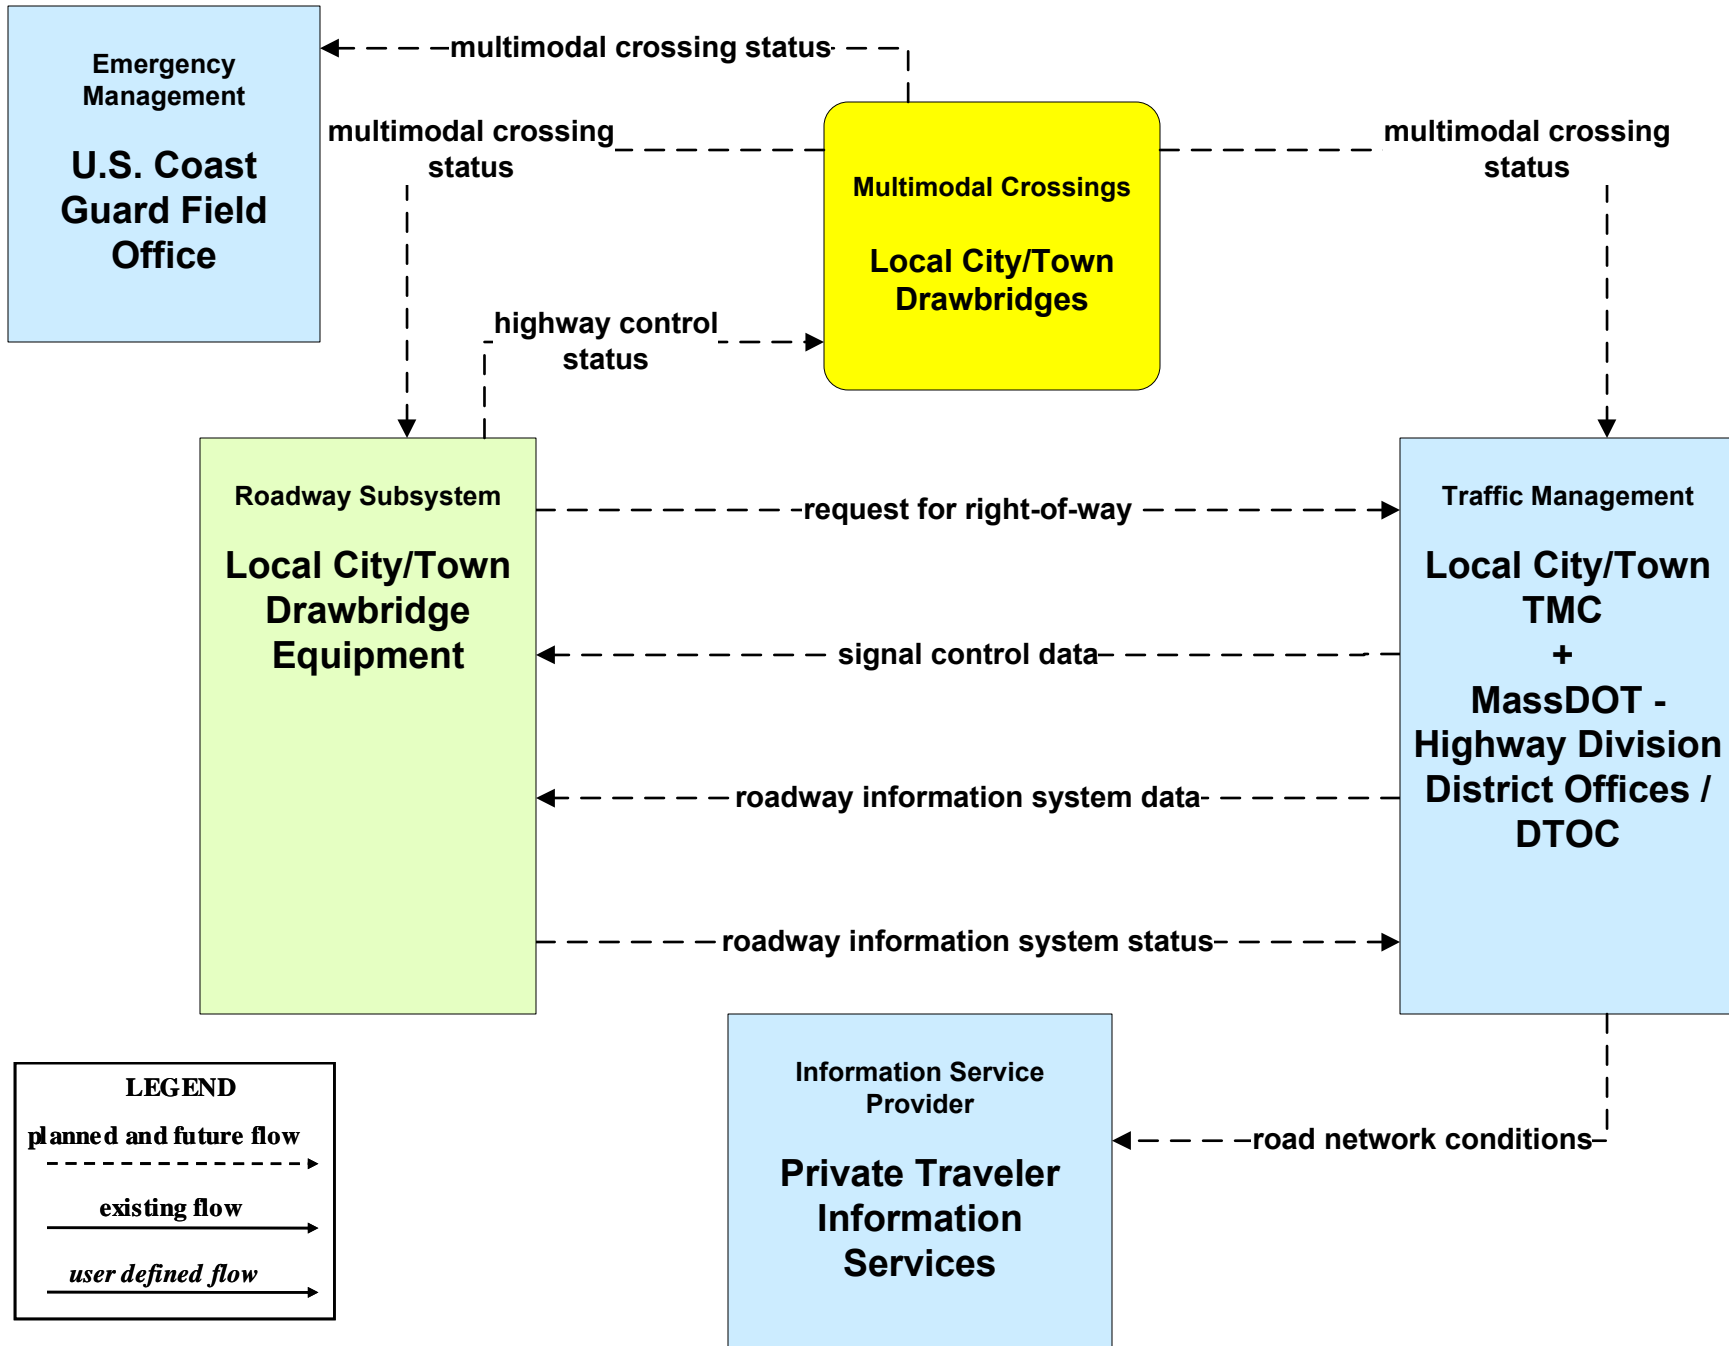 Emergency
Management
U.S. Coast
Guard Field
Office
multimodal crossing status
multimodal crossing
status
multimodal crossing
status
Multimodal Crossings
Local City/Town
Drawbridges
highway control
status
Roadway Subsystem
Local City/Town
Drawbridge
Equipment
request for right-of-way
signal control data
roadway information system data
roadway information system status
Traffic Management
Local City/Town
TMC
+
MassDOT -
Highway Division
District Offices /
DTOC
Information Service
Provider
Private Traveler
Information
Services
road network conditions
LEGEND
planned and future flow
existing flow
user defined flow